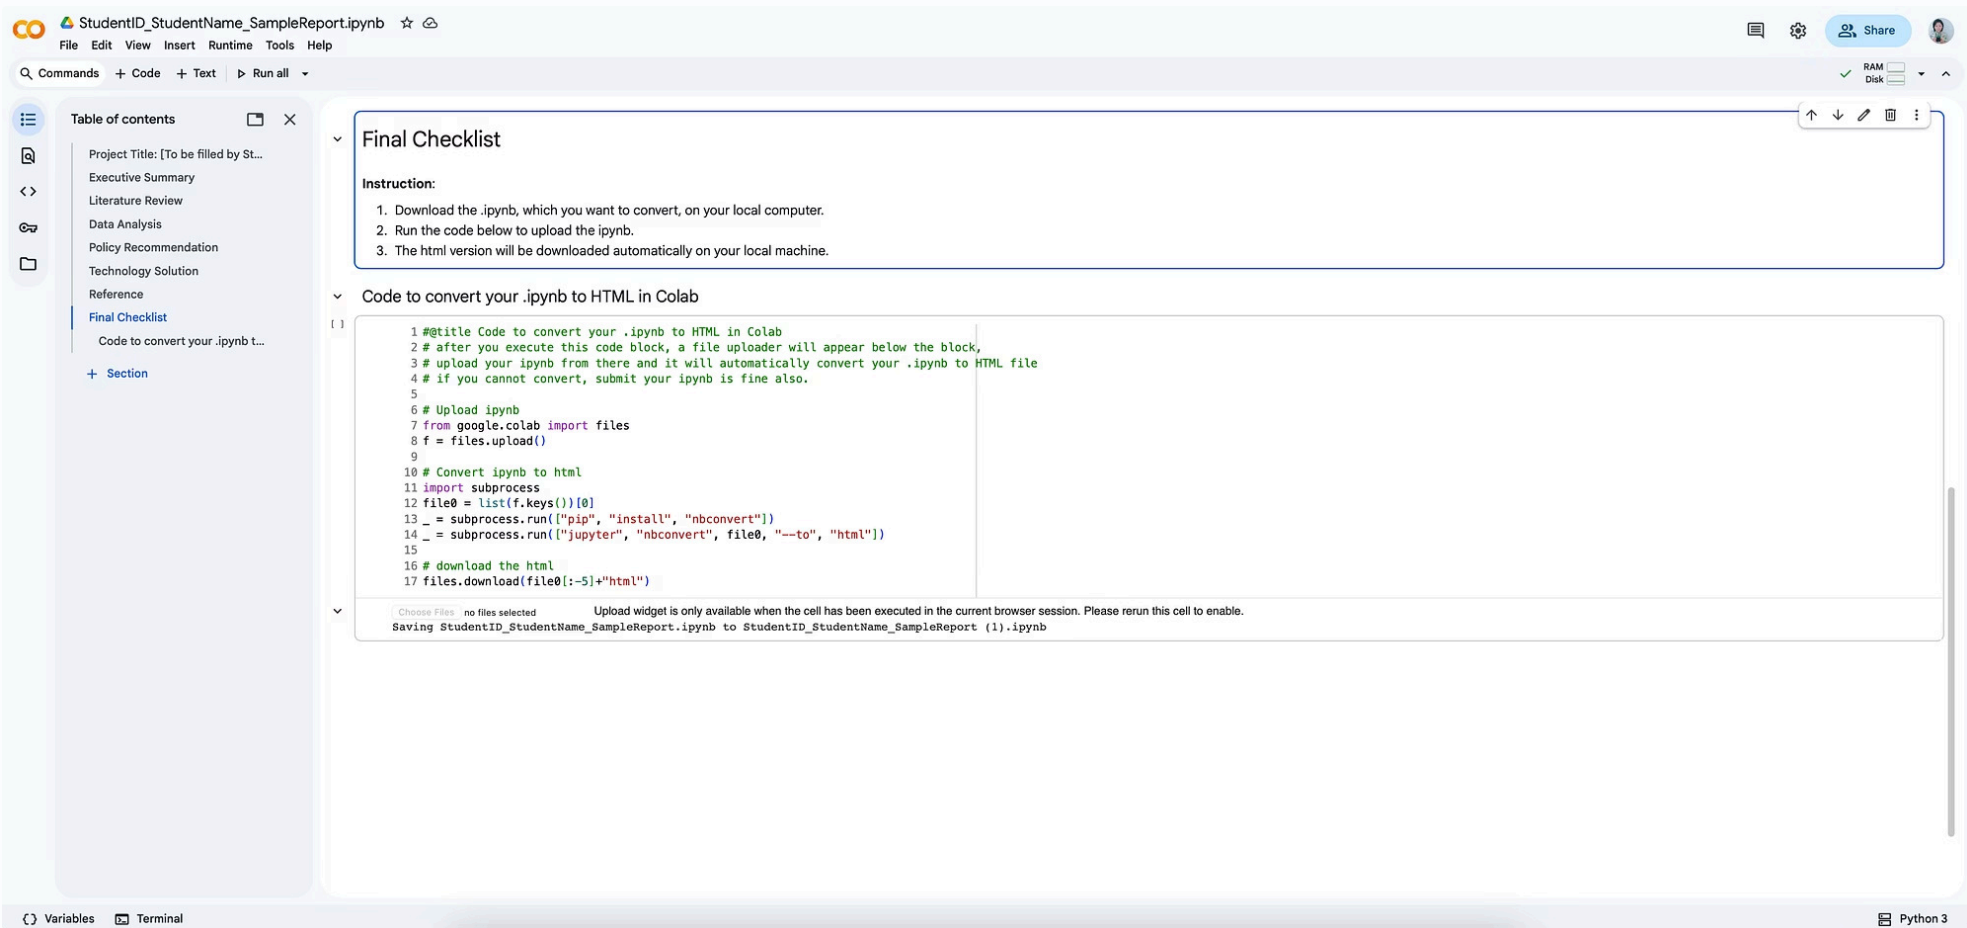 StudentID_StudentName_SampleReport.ipynb
File Edit View Insert Runtime Tools Help
Share
Commands + Code + Text Run all
RAM
Disk
Table of contents
Project Title: [To be filled by St...
Executive Summary
Literature Review
Data Analysis
Policy Recommendation
Technology Solution
Reference
Final Checklist
Code to convert your .ipynb t...
+ Section
Final Checklist
Instruction:
1. Download the .ipynb, which you want to convert, on your local computer.
2. Run the code below to upload the ipynb.
3. The html version will be downloaded automatically on your local machine.
Code to convert your .ipynb to HTML in Colab
[ ]
1 #@title Code to convert your .ipynb to HTML in Colab
2 # after you execute this code block, a file uploader will appear below the block,
3 # upload your ipynb from there and it will automatically convert your .ipynb to HTML file
4 # if you cannot convert, submit your ipynb is fine also.
5
6 # Upload ipynb
7 from google.colab import files
8 f = files.upload()
9
10 # Convert ipynb to html
11 import subprocess
12 file0 = list(f.keys())[0]
13 _ = subprocess.run(["pip", "install", "nbconvert"])
14 _ = subprocess.run(["jupyter", "nbconvert", file0, "--to", "html"])
15
16 # download the html
17 files.download(file0[:-5]+"html")
Choose Files no files selected Upload widget is only available when the cell has been executed in the current browser session. Please rerun this cell to enable.
Saving StudentID_StudentName_SampleReport.ipynb to StudentID_StudentName_SampleReport (1).ipynb
{} Variables Terminal
Python 3